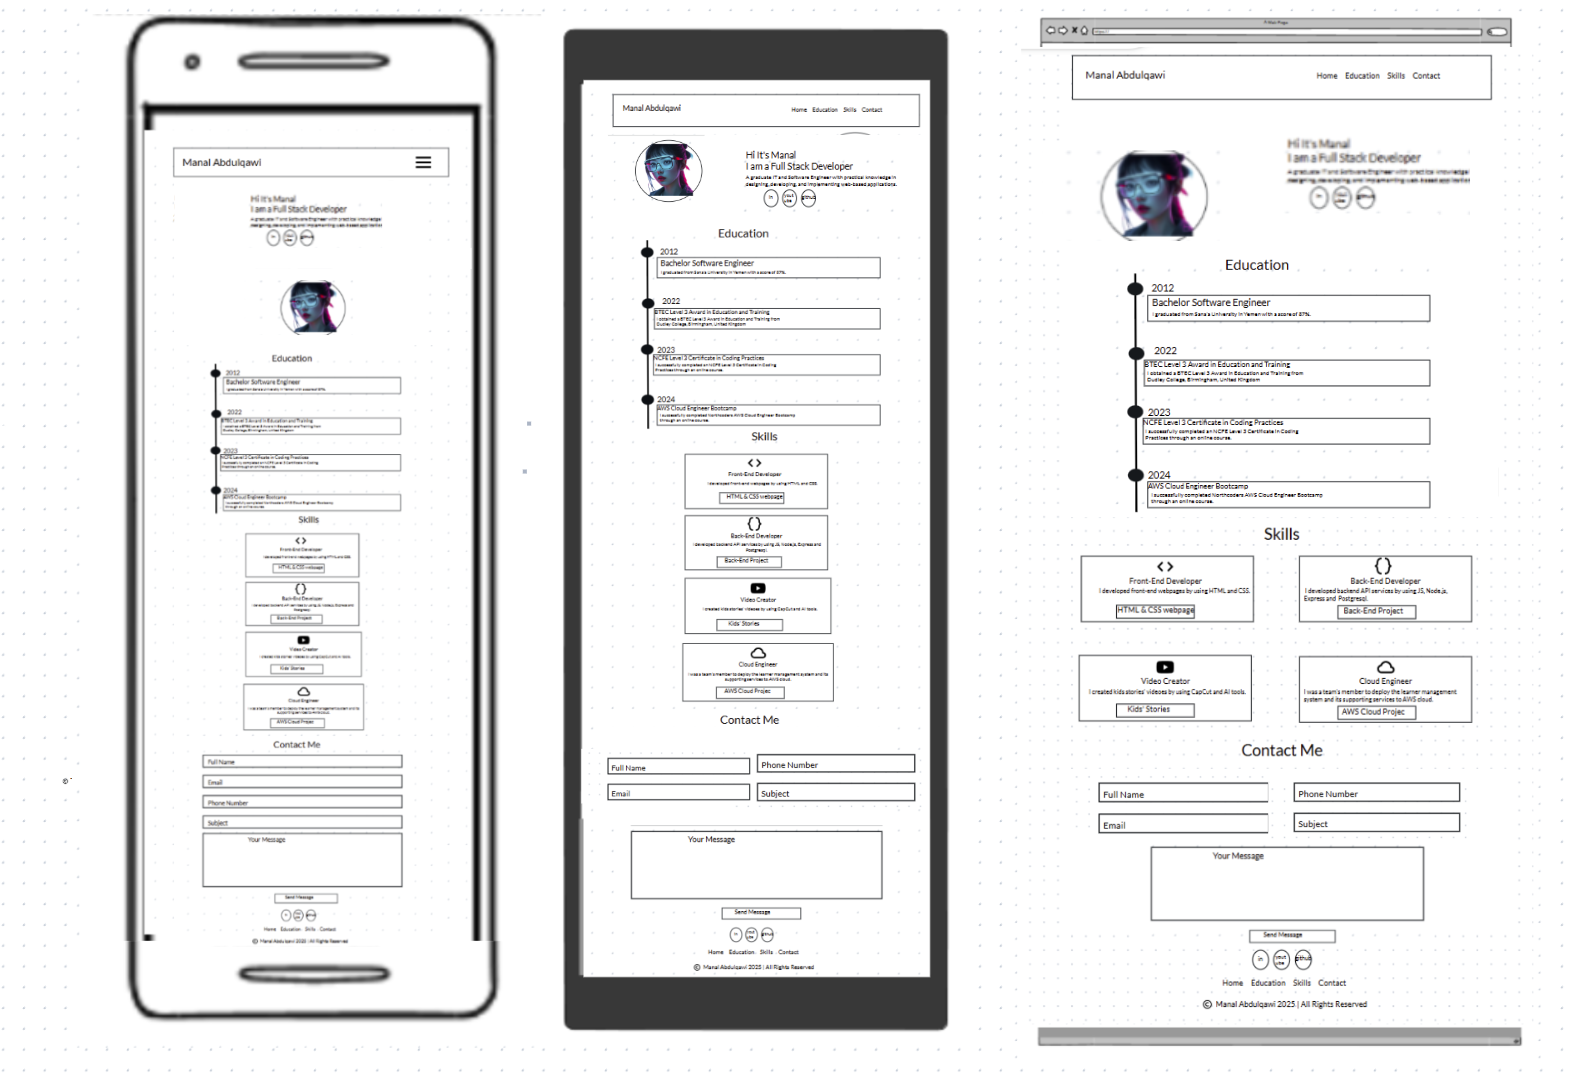 Manal Abdulqawi
Hi It's Manal
I am a Full Stack Developer
A graduate IT and Software Engineer with practical knowledge
designing, developing, and implementing web-based application
in
yout
ube
github
Education
2012
Bachelor Software Engineer
I graduated from Sana'a University in Yemen with a score of 87%.
2022
BTEC Level 3 Award in Education and Training
I obtained a BTEC Level 3 Award in Education and Training from
Dudley College, Birmingham, United Kingdom
2023
NCFE Level 3 Certificate in Coding Practices
I successfully completed an NCFE Level 3 Certificate in Coding
Practices through an online course.
2024
AWS Cloud Engineer Bootcamp
I successfully completed Northcoders AWS Cloud Engineer Bootcamp
through an online course.
Skills
Front-End Developer
I developed front-end webpages by using HTML and CSS.
HTML & CSS webpage
Back-End Developer
I developed backend API services by using JS, Node.js, Express and
Postgresql.
Back-End Project
Video Creator
I created kids stories' videoes by using CapCut and AI tools.
Kids' Stories
Cloud Engineer
I was a team's member to deploy the learner management system and its
supporting services to AWS cloud.
AWS Cloud Projec
Contact Me
Full Name
Email
Phone Number
Subject
Your Message
Send Message
in
yout
ube
github
Home Education Skills Contact
© Manal Abdulqawi 2025 | All Rights Reserved
©
Manal Abdulqawi
Home Education Skills Contact
Hi It's Manal
I am a Full Stack Developer
A graduate IT and Software Engineer with practical knowledge in
designing, developing, and implementing web-based applications.
in
yout
ube
github
Education
2012
Bachelor Software Engineer
I graduated from Sana'a University in Yemen with a score of 87%.
2022
BTEC Level 3 Award in Education and Training
I obtained a BTEC Level 3 Award in Education and Training from
Dudley College, Birmingham, United Kingdom
2023
NCFE Level 3 Certificate in Coding Practices
I successfully completed an NCFE Level 3 Certificate in Coding
Practices through an online course.
2024
AWS Cloud Engineer Bootcamp
I successfully completed Northcoders AWS Cloud Engineer Bootcamp
through an online course.
Skills
Front-End Developer
I developed front-end webpages by using HTML and CSS.
HTML & CSS webpage
Back-End Developer
I developed backend API services by using JS, Node.js, Express and
Postgresql.
Back-End Project
Video Creator
I created kids stories' videoes by using CapCut and AI tools.
Kids' Stories
Cloud Engineer
I was a team's member to deploy the learner management system and its
supporting services to AWS cloud.
AWS Cloud Projec
Contact Me
Full Name
Phone Number
Email
Subject
Your Message
Send Message
in
yout
ube
github
Home Education Skills Contact
© Manal Abdulqawi 2025 | All Rights Reserved
A Web Page
https://
Manal Abdulqawi
Home Education Skills Contact
Hi It's Manal
I am a Full Stack Developer
A graduate IT and Software Engineer with practical knowledge
designing, developing, and implementing web-based application
in
yout
ube
github
Education
2012
Bachelor Software Engineer
I graduated from Sana'a University in Yemen with a score of 87%.
2022
BTEC Level 3 Award in Education and Training
I obtained a BTEC Level 3 Award in Education and Training from
Dudley College, Birmingham, United Kingdom
2023
NCFE Level 3 Certificate in Coding Practices
I successfully completed an NCFE Level 3 Certificate in Coding
Practices through an online course.
2024
AWS Cloud Engineer Bootcamp
I successfully completed Northcoders AWS Cloud Engineer Bootcamp
through an online course.
Skills
Front-End Developer
I developed front-end webpages by using HTML and CSS.
HTML & CSS webpage
Back-End Developer
I developed backend API services by using JS, Node.js,
Express and Postgresql.
Back-End Project
Video Creator
I created kids stories' videoes by using CapCut and AI tools.
Kids' Stories
Cloud Engineer
I was a team's member to deploy the learner management
system and its supporting services to AWS cloud.
AWS Cloud Projec
Contact Me
Full Name
Phone Number
Email
Subject
Your Message
Send Message
in
yout
ube
github
Home Education Skills Contact
© Manal Abdulqawi 2025 | All Rights Reserved